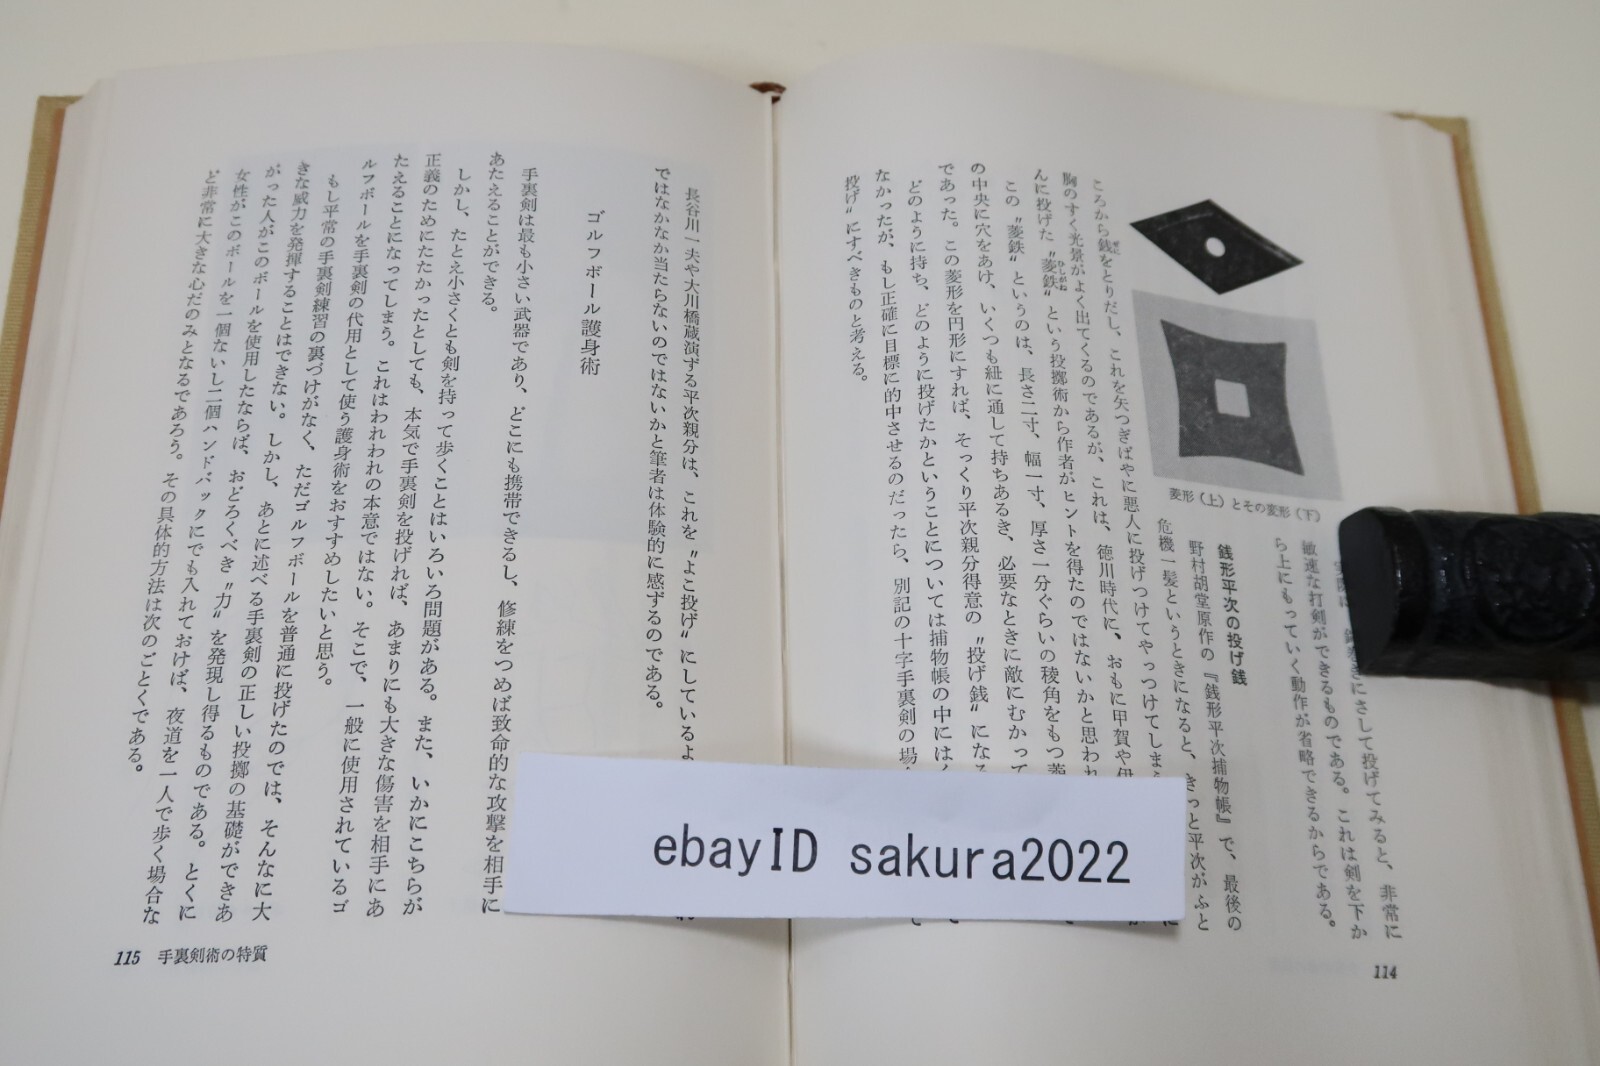 敏速な打剣ができるものである。これは剣を下か
ら上にもっていく動作が省略できるからである。
銭形平次の投げ銭
野村胡堂原作の『銭形平次捕物帳』で、最後の
危機一髪というときになると、きっと平次がふと
ころから銭をとりだし、これを矢つぎばやに悪人に投げつけてやっつけてしまう
胸のすく光景がよく出てくるのであるが、これは、徳川時代に、おもに甲賀や伊
んに投げた〝菱鉄〟という投擲術から作者がヒントを得たのではないかと思われ
この〝菱鉄〟というのは、長さ二寸、幅一寸、厚さ一分ぐらいの稜角をもつ菱
の中央に穴をあけ、いくつも紐に通して持ちあるき、必要なときに敵にむかって
であった。この菱形を円形にすれば、そっくり平次親分得意の〝投げ銭〟になる
どのように持ち、どのように投げたかということについては捕物帳の中には
なかったが、もし正確に目標に的中させるのだったら、別記の十字手裏剣の場
投げ〟にすべきものと考える。
菱形(上)とその変形(下)
114
長谷川一夫や大川橋蔵演ずる平次親分は、これを〝よこ投げ〟にしているよ
ではなかなか当たらないのではないかと筆者は体験的に感ずるのである。
ゴルフボール護身術
手裏剣は最も小さい武器であり、どこにも携帯できるし、修練をつめば致命的な攻撃を相手に
あたえることができる。
しかし、たとえ小さくとも剣を持って歩くことはいろいろ問題がある。また、いかにこちらが
正義のためにたたかったとしても、本気で手裏剣を投げれば、あまりにも大きな傷害を相手にあ
たえることになってしまう。これはわれわれの本意ではない。そこで、一般に使用されているゴ
ルフボールを手裏剣の代用として使う護身術をおすすめしたいと思う。
もし平常の手裏剣練習の裏づけがなく、ただゴルフボールを普通に投げたのでは、そんなに大
きな威力を発揮することはできない。しかし、あとに述べる手裏剣の正しい投擲の基礎ができあ
がった人がこのボールを使用したならば、おどろくべき〝力〟を発現し得るものである。とくに
女性がこのボールを一個ないし二個ハンドバックにでも入れておけば、夜道を一人で歩く場合な
ど非常に大きな心だのみとなるであろう。その具体的方法は次のごとくである。
115 手裏剣術の特質
ebayID sakura2022